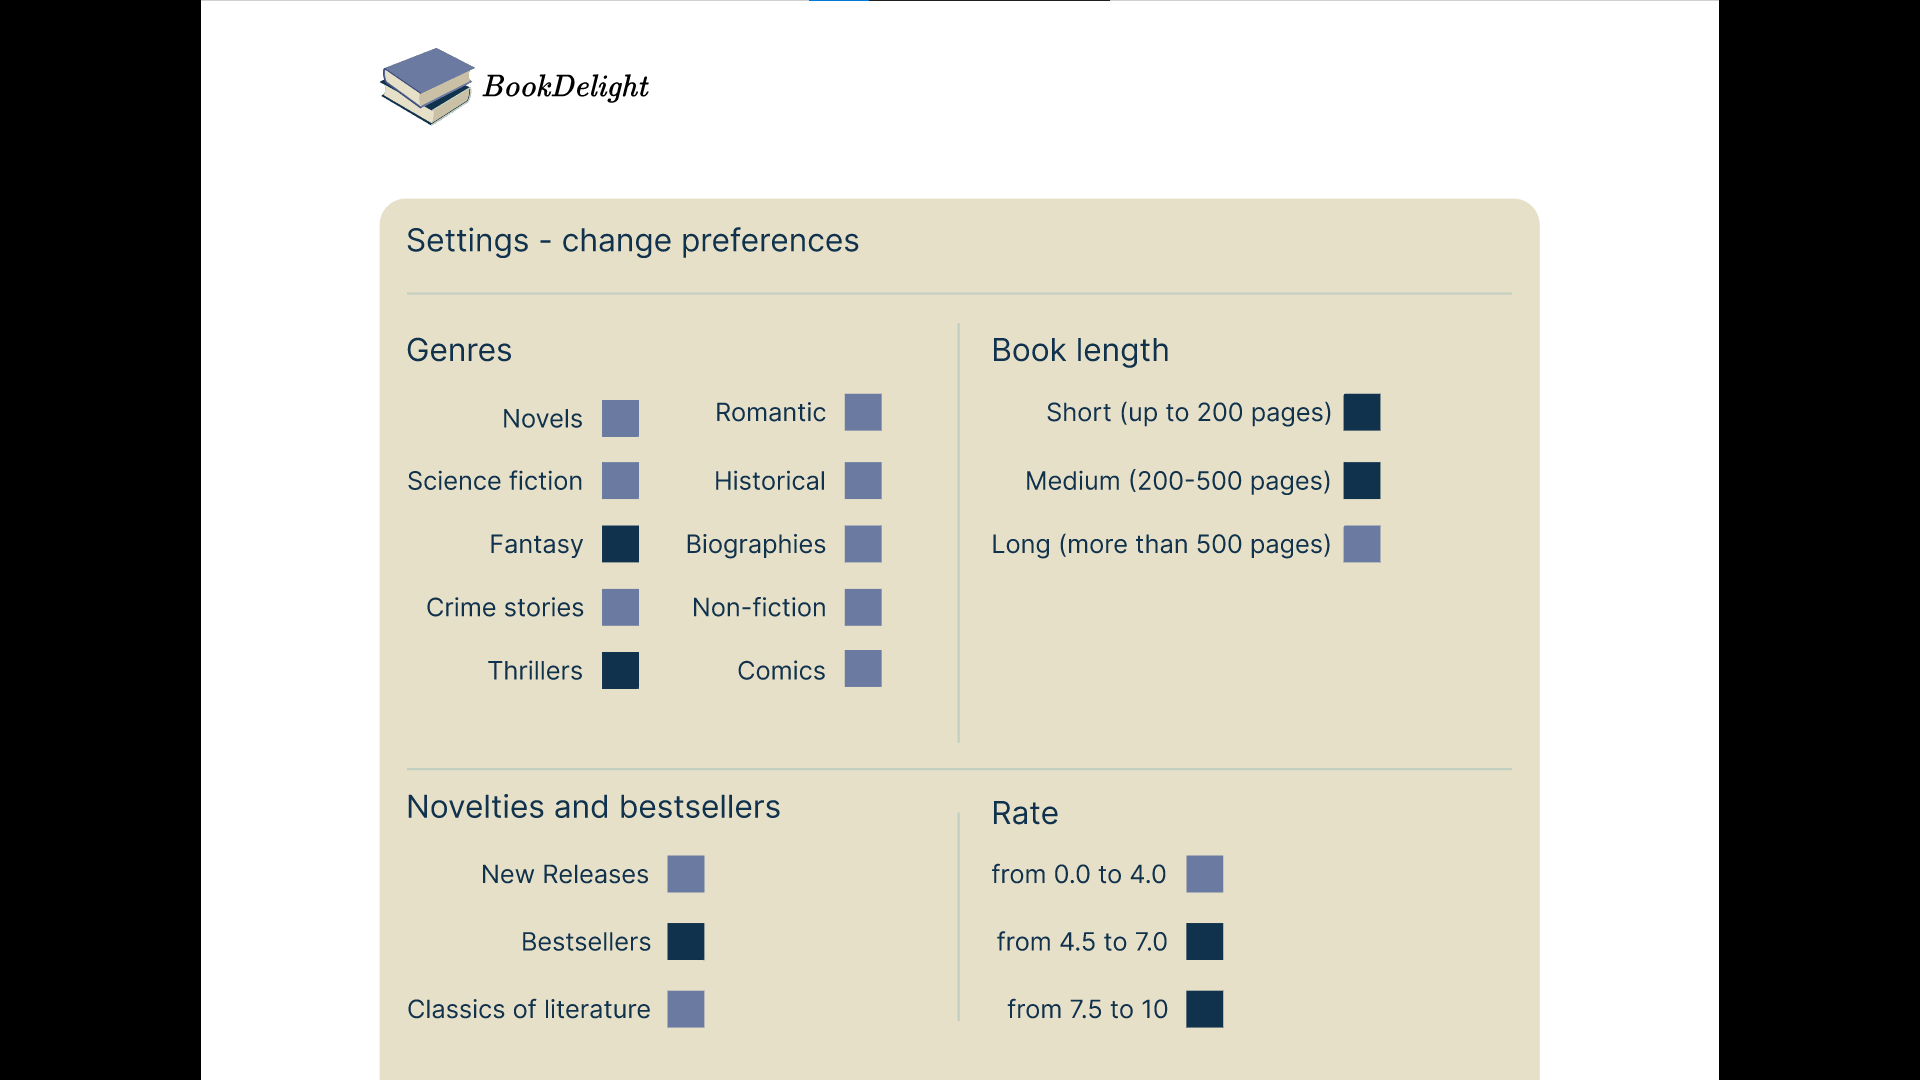 BookDelight
Settings - change preferences
Genres
Novels
Science fiction
Fantasy
Crime stories
Thrillers
Romantic
Historical
Biographies
Non-fiction
Comics
Book length
Short (up to 200 pages)
Medium (200-500 pages)
Long (more than 500 pages)
Novelties and bestsellers
New Releases
Bestsellers
Classics of literature
Rate
from 0.0 to 4.0
from 4.5 to 7.0
from 7.5 to 10